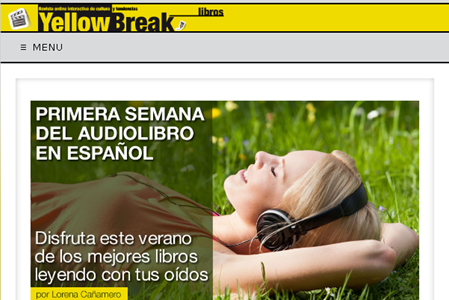 Revista online interactiva de cultura y tendencias
YellowBreak
libros
≡ MENU
PRIMERA SEMANA
DEL AUDIOLIBRO
EN ESPAÑOL
Disfruta este verano
de los mejores libros
leyendo con tus oídos
por Lorena Cañamero